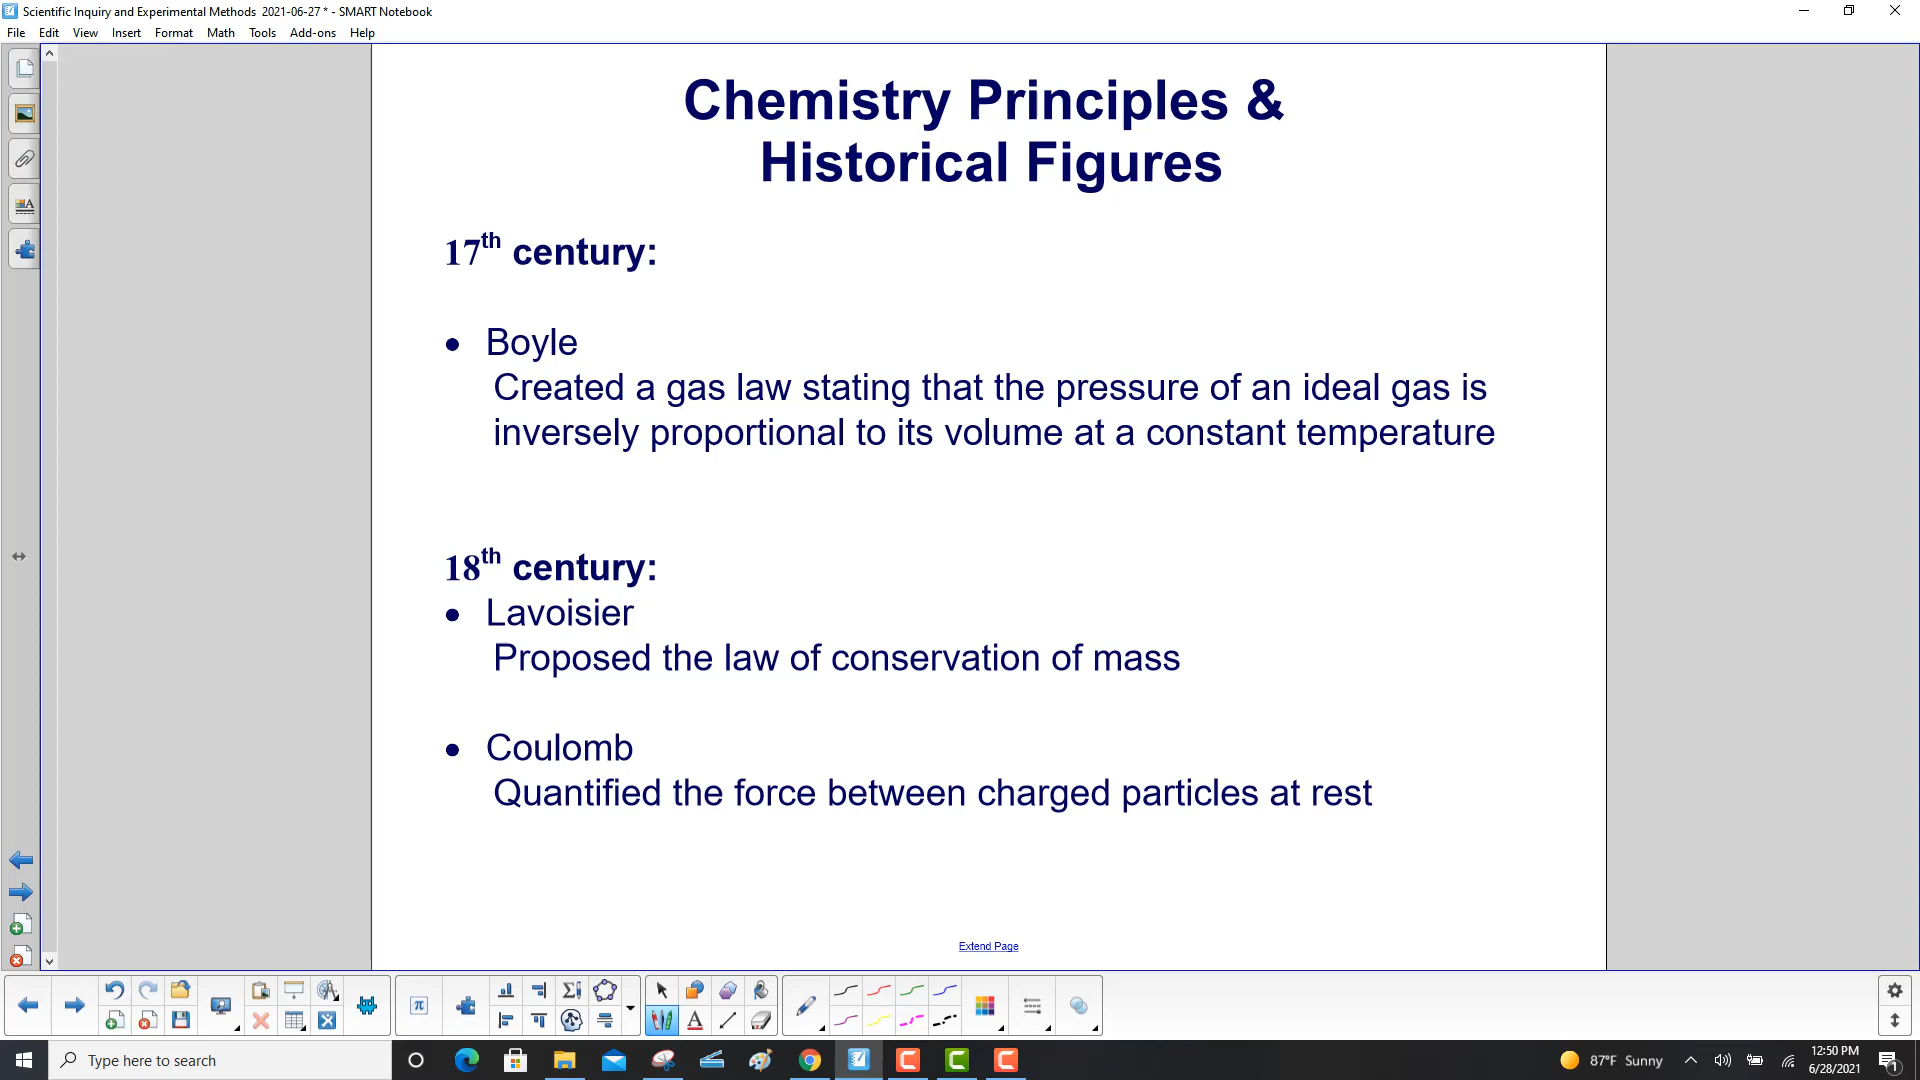 Scientific Inquiry and Experimental Methods 2021-06-27 * - SMART Notebook
File Edit View Insert Format Math Tools Add-ons Help
Chemistry Principles &
Historical Figures
17th century:
• Boyle
Created a gas law stating that the pressure of an ideal gas is
inversely proportional to its volume at a constant temperature
18th century:
• Lavoisier
Proposed the law of conservation of mass
• Coulomb
Quantified the force between charged particles at rest
Extend Page
Type here to search
87°F Sunny
12:50 PM
6/28/2021
1